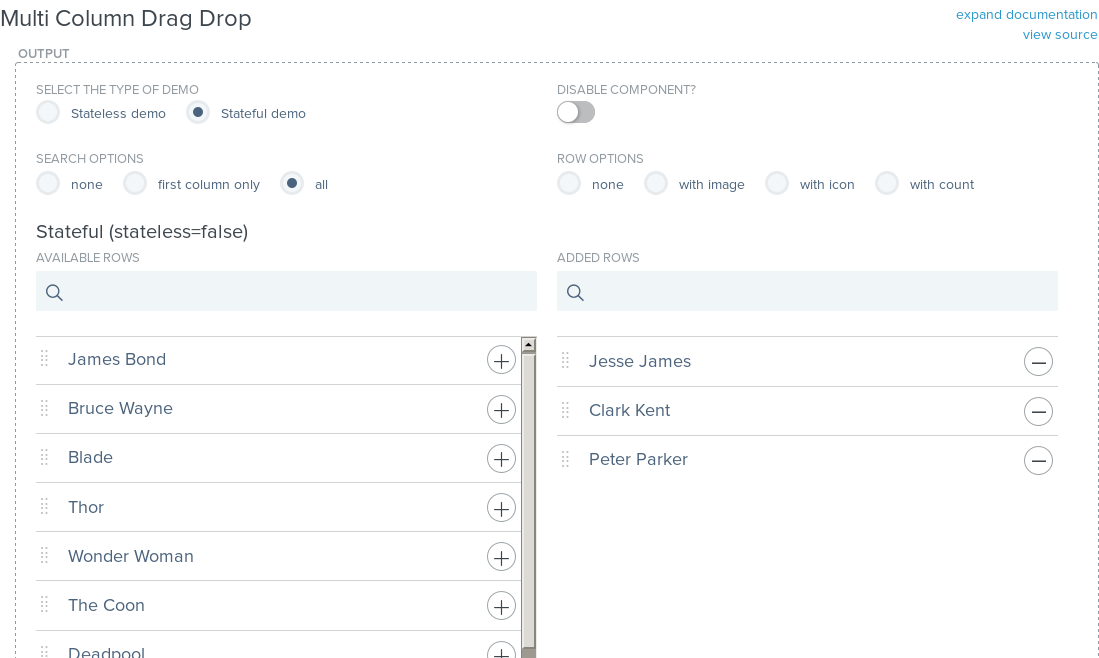 Multi Column Drag Drop
expand documentation
view source
OUTPUT
SELECT THE TYPE OF DEMO
Stateless demo
Stateful demo
DISABLE COMPONENT?
SEARCH OPTIONS
none
first column only
all
ROW OPTIONS
none
with image
with icon
with count
Stateful (stateless=false)
AVAILABLE ROWS
James Bond
Bruce Wayne
Blade
Thor
Wonder Woman
The Coon
Deadpool
ADDED ROWS
Jesse James
Clark Kent
Peter Parker